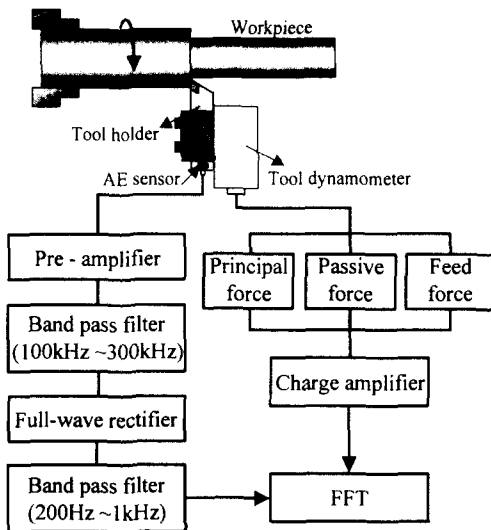 Workpiece
Tool holder
AE sensor
Tool dynamometer
Pre - amplifier
Band pass filter
(100kHz ~300kHz)
Full-wave rectifier
Band pass filter
(200Hz ~1kHz)
Principal
force
Passive
force
Feed
force
Charge amplifier
FFT